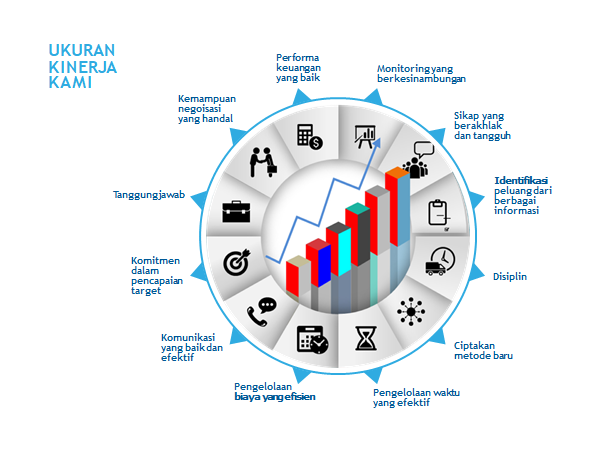 UKURAN
KINERJA
KAMI
Performa
keuangan
yang baik
Monitoring yang
berkesinambungan
Sikap yang
berakhlak
dan tangguh
Identifikasi
peluang dari
berbagai
informasi
Disiplin
Ciptakan
metode baru
Pengelolaan waktu
yang efektif
Pengelolaan
biaya yang efisien
Komunikasi
yang baik dan
efektif
Komitmen
dalam
pencapaian
target
Tanggung jawab
Kemampuan
negoisasi
yang handal
$